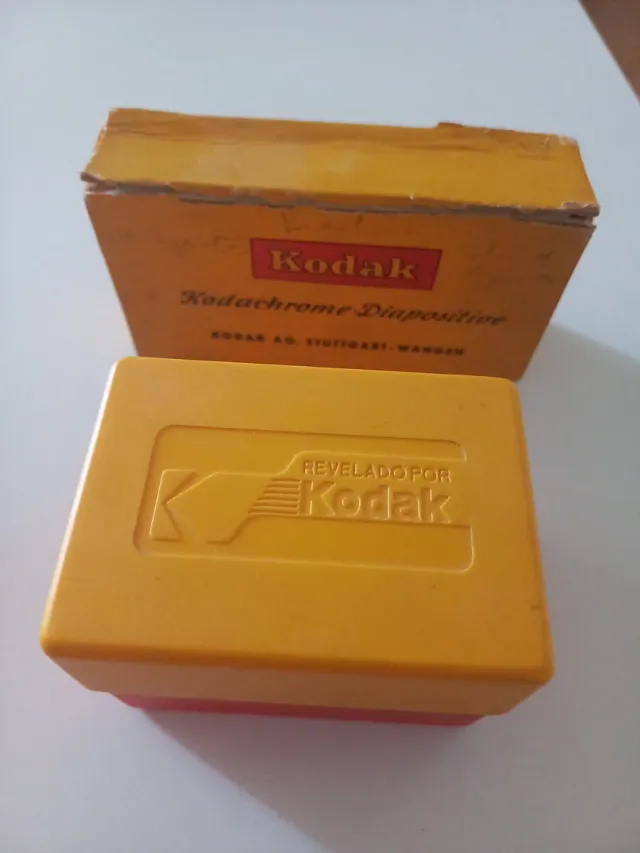 Kodak
Kodachrome-Diapositive
KODAK AG. STUTTGART-WANGEN
REVELADO POR
Kodak